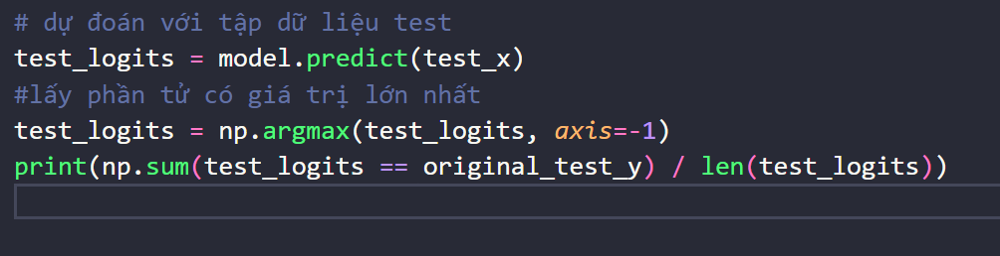 # dự đoán với tập dữ liệu test
test_logits = model.predict(test_x)
#lấy phần tử có giá trị lớn nhất
test_logits = np.argmax(test_logits, axis=-1)
print(np.sum(test_logits == original_test_y) / len(test_logits))